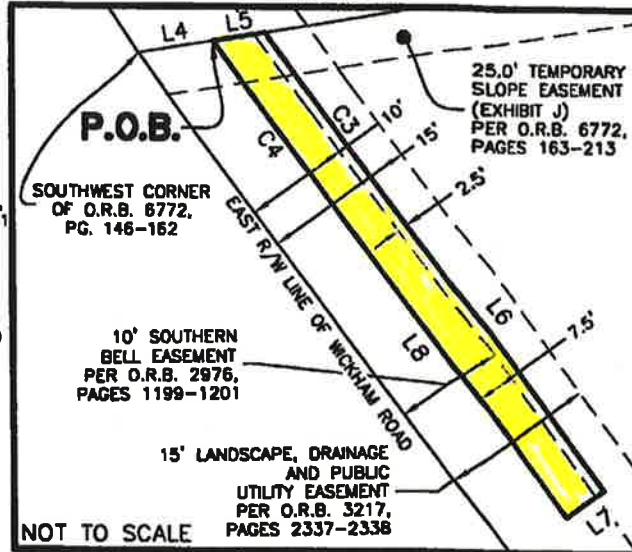 L4
L5
P.O.B.
C4
C3
10'
15'
2.5'
25.0' TEMPORARY
SLOPE EASEMENT
(EXHIBIT J)
PER O.R.B. 6772,
PAGES 163-213
SOUTHWEST CORNER
OF O.R.B. 6772,
PG. 146-162
EAST R/W LINE OF WICKHAM ROAD
L6
L8
7.5'
10' SOUTHERN
BELL EASEMENT
PER O.R.B. 2976,
PAGES 1199-1201
15' LANDSCAPE, DRAINAGE
AND PUBLIC
UTILITY EASEMENT
PER O.R.B. 3217,
PAGES 2337-2338
L7.
NOT TO SCALE